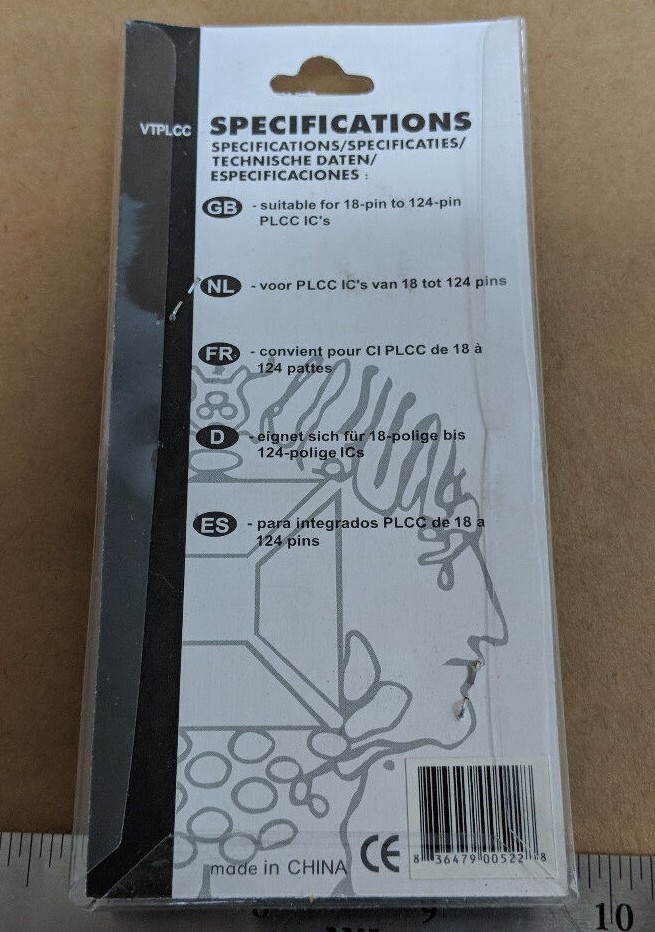 VTPLCC
SPECIFICATIONS
SPECIFICATIONS/SPECIFICATIES/
TECHNISCHE DATEN/
ESPECIFICACIONES :
GB - suitable for 18-pin to 124-pin
PLCC IC's
NL - voor PLCC IC's van 18 tot 124 pins
FR - convient pour CI PLCC de 18 à
124 pattes
D - eignet sich für 18-polige bis
124-polige ICs
ES - para integrados PLCC de 18 a
124 pins
made in CHINA CE
8 36479 00522 8
9 10